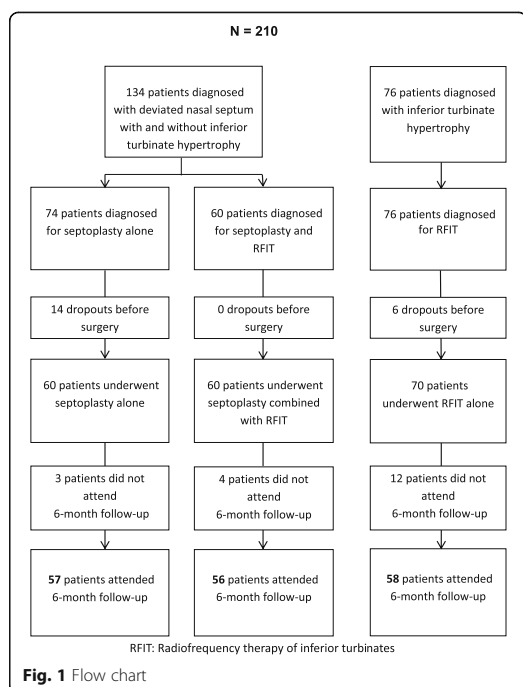 N = 210
134 patients diagnosed
with deviated nasal septum
with and without inferior
turbinate hypertrophy
76 patients diagnosed
with inferior turbinate
hypertrophy
74 patients diagnosed
for septoplasty alone
60 patients diagnosed
for septoplasty and
RFIT
76 patients diagnosed
for RFIT
14 dropouts before
surgery
0 dropouts before
surgery
6 dropouts before
surgery
60 patients underwent
septoplasty alone
60 patients underwent
septoplasty combined
with RFIT
70 patients
underwent RFIT alone
3 patients did not
attend
6-month follow-up
4 patients did not
attend
6-month follow-up
12 patients did not
attend
6-month follow-up
57 patients attended
6-month follow-up
56 patients attended
6-month follow-up
58 patients attended
6-month follow-up
RFIT: Radiofrequency therapy of inferior turbinates
Fig. 1 Flow chart